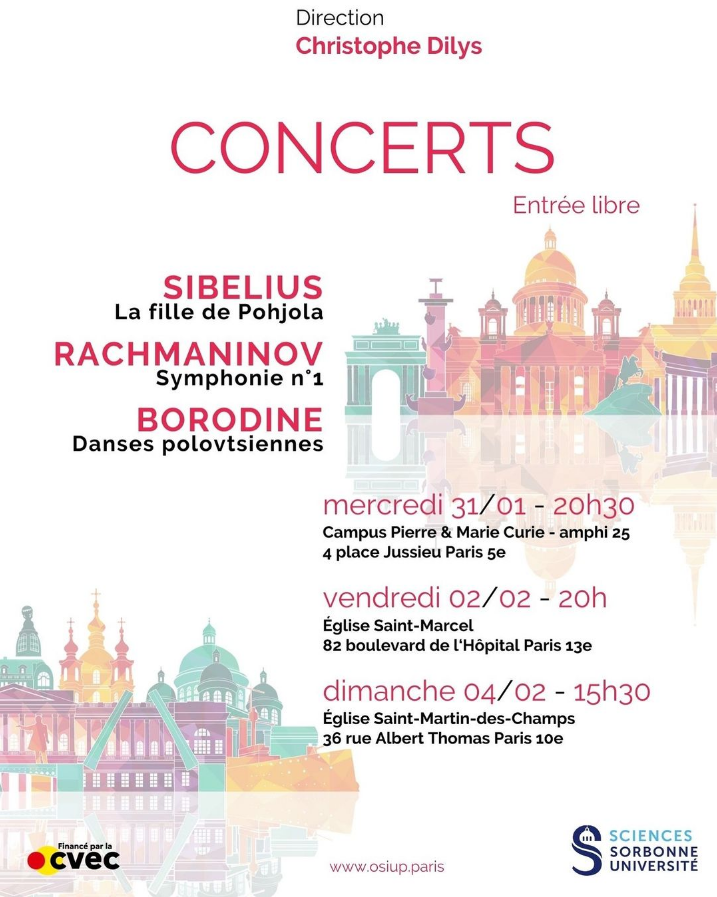 Direction
Christophe Dilys
CONCERTS
Entrée libre
SIBELIUS
La fille de Pohjola
RACHMANINOV
Symphonie n°1
BORODINE
Danses polovtsiennes
mercredi 31/01 - 20h30
Campus Pierre & Marie Curie - amphi 25
4 place Jussieu Paris 5e
vendredi 02/02 - 20h
Église Saint-Marcel
82 boulevard de l'Hôpital Paris 13e
dimanche 04/02 - 15h30
Église Saint-Martin-des-Champs
36 rue Albert Thomas Paris 10e
Financé par la
cvec
www.osiup.paris
SCIENCES
SORBONNE
UNIVERSITÉ